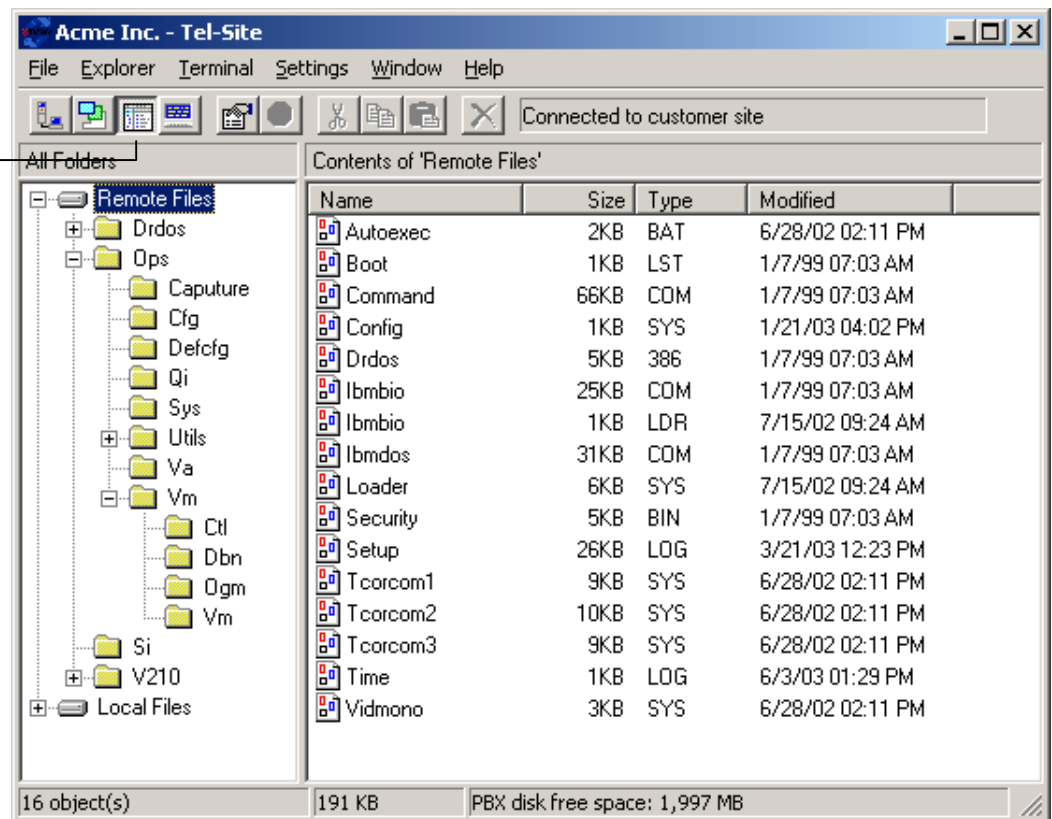 Acme Inc. - Tel-Site
File Explorer Terminal Settings Window Help
Connected to customer site
All Folders
Contents of 'Remote Files'
Remote Files
Drdos
Ops
Caputure
Cfg
Defcfg
Qi
Sys
Utils
Va
Vm
Ctl
Dbn
Ogm
Vm
Si
V210
Local Files
Name Size Type Modified
Autoexec 2KB BAT 6/28/02 02:11 PM
Boot 1KB LST 1/7/99 07:03 AM
Command 66KB COM 1/7/99 07:03 AM
Config 1KB SYS 1/21/03 04:02 PM
Drdos 5KB 386 1/7/99 07:03 AM
Ibmbio 25KB COM 1/7/99 07:03 AM
Ibmbio 1KB LDR 7/15/02 09:24 AM
Ibmdos 31KB COM 1/7/99 07:03 AM
Loader 6KB SYS 7/15/02 09:24 AM
Security 5KB BIN 1/7/99 07:03 AM
Setup 26KB LOG 3/21/03 12:23 PM
Tcorcom1 9KB SYS 6/28/02 02:11 PM
Tcorcom2 10KB SYS 6/28/02 02:11 PM
Tcorcom3 9KB SYS 6/28/02 02:11 PM
Time 1KB LOG 6/3/03 01:29 PM
Vidmono 3KB SYS 6/28/02 02:11 PM
16 object(s) 191 KB PBX disk free space: 1,997 MB